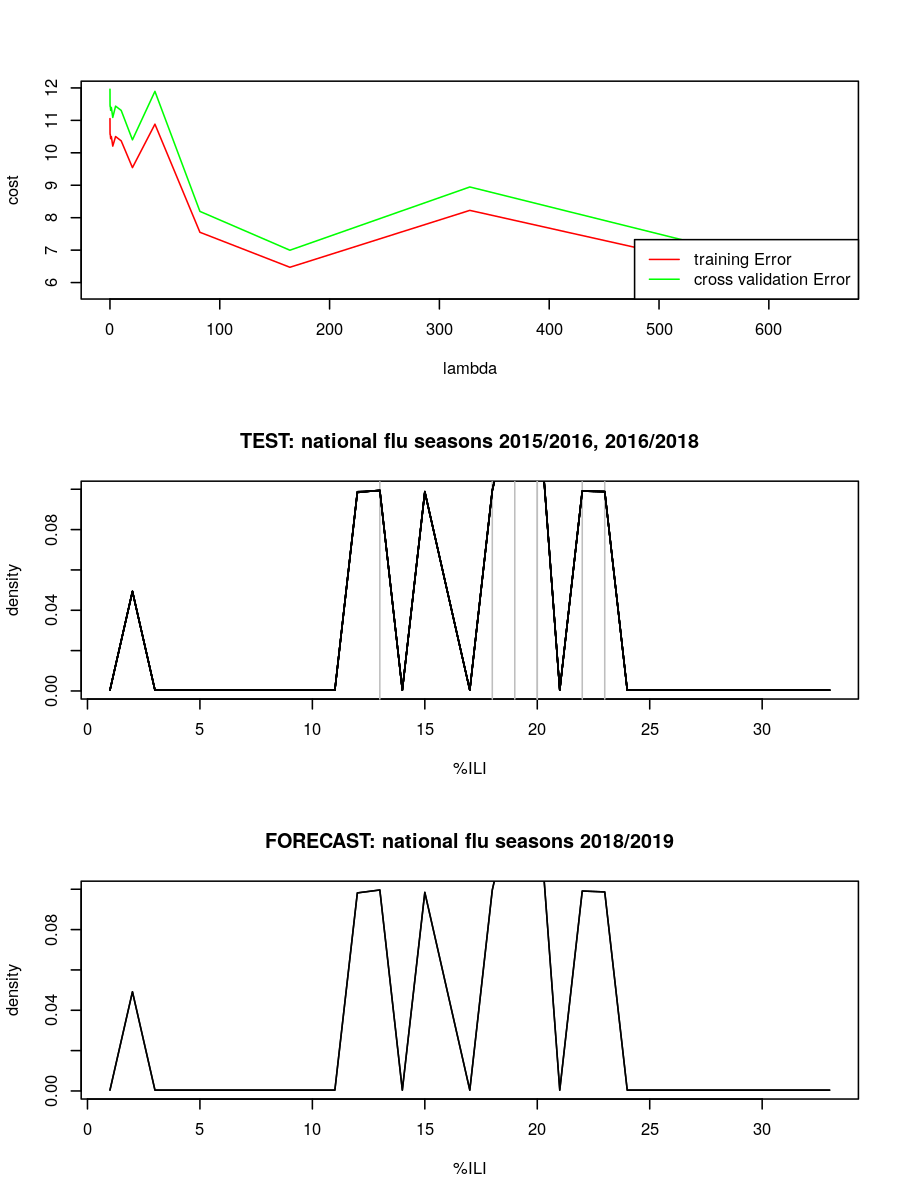 12
11
10
9
8
7
6
cost
training Error
cross validation Error
0 100 200 300 400 500 600
lambda
TEST: national flu seasons 2015/2016, 2016/2018
0.08
0.04
0.00
density
0 5 10 15 20 25 30
%ILI
FORECAST: national flu seasons 2018/2019
0.08
0.04
0.00
density
0 5 10 15 20 25 30
%ILI